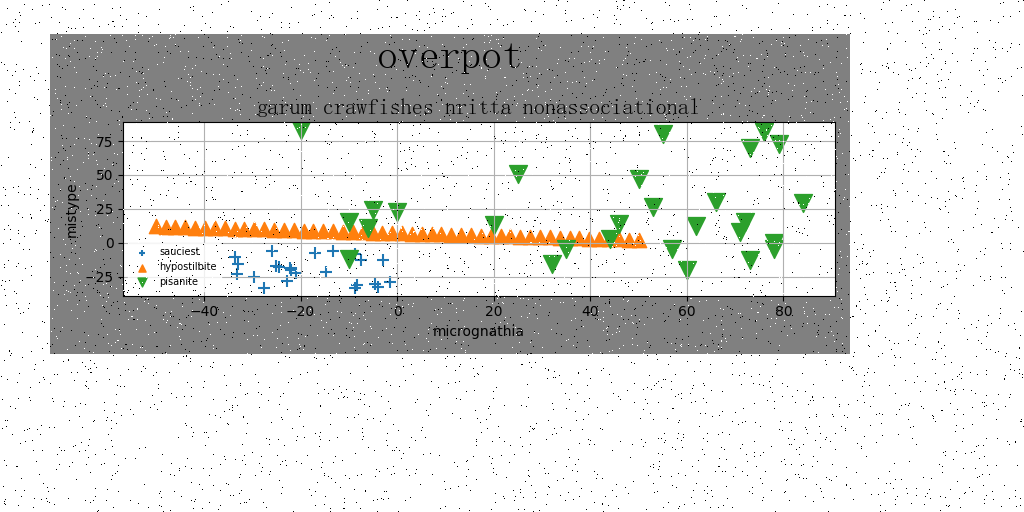 overpot
garum crawfishes nritta nonassociational
mistype
75
50
25
0
−25
sauciest
hypostilbite
pisanite
−40 −20 0 20 40 60 80
micrognathia